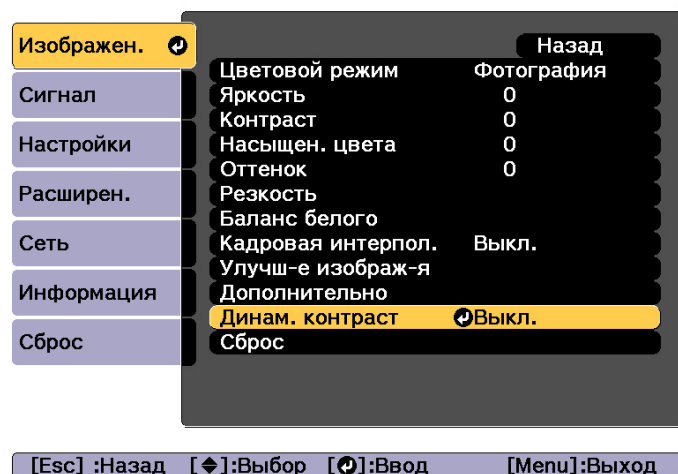 Изображен.
Сигнал
Настройки
Расширен.
Сеть
Информация
Сброс
Назад
Цветовой режим Фотография
Яркость 0
Контраст 0
Насыщен. цвета 0
Оттенок 0
Резкость
Баланс белого
Кадровая интерпол. Выкл.
Улучш-е изображ-я
Дополнительно
Динам. контраст Выкл.
Сброс
[Esc] :Назад [◆]:Выбор [↵]:Ввод [Menu]:Выход